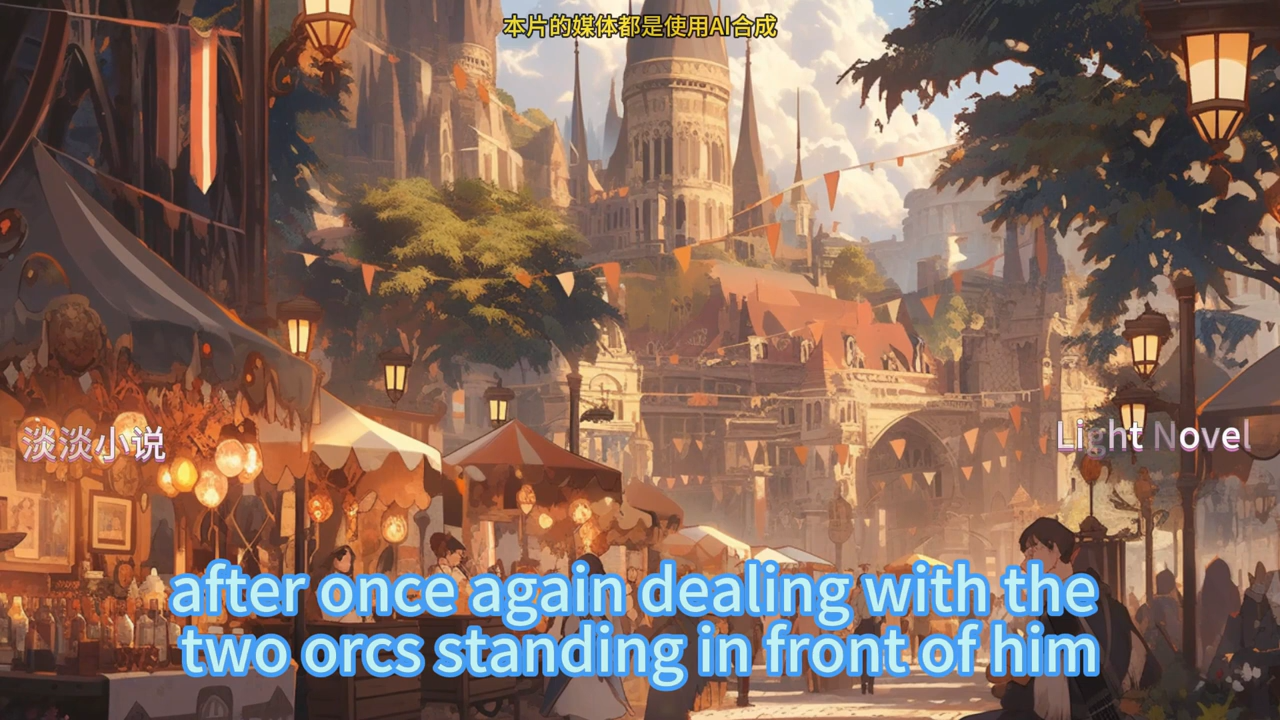 本片的媒体都是使用AI合成
淡淡小说
Light Novel
after once again dealing with the
two orcs standing in front of him